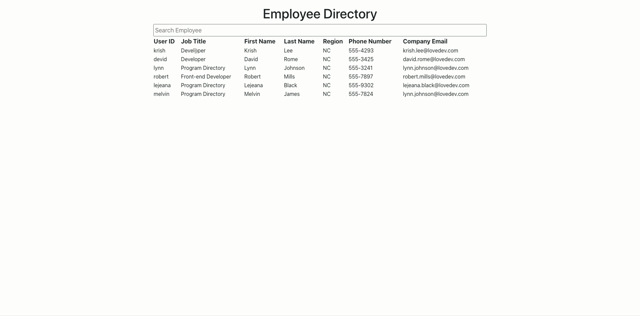 Employee Directory
Search Employee
User ID Job Title First Name Last Name Region Phone Number Company Email
krish Develipper Krish Lee NC 555-4293 krish.lee@lovedev.com
devid Developer David Rome NC 555-3425 david.rome@lovedev.com
lynn Program Directory Lynn Johnson NC 555-3241 lynn.johnson@lovedev.com
robert Front-end Developer Robert Mills NC 555-7897 robert.mills@lovedev.com
lejeana Program Directory Lejeana Black NC 555-9302 lejeana.black@lovedev.com
melvin Program Directory Melvin James NC 555-7824 lynn.johnson@lovedev.com